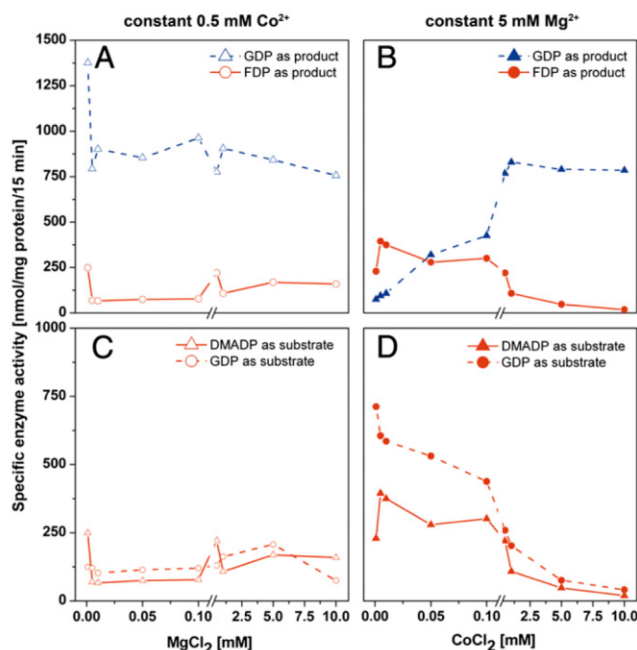 constant 0.5 mM Co²⁺
constant 5 mM Mg²⁺
A
GDP as product
FDP as product
B
GDP as product
FDP as product
1500
1250
1000
750
500
250
0
C
DMADP as substrate
GDP as substrate
D
DMADP as substrate
GDP as substrate
1000
750
500
250
0
Specific enzyme activity [nmol/mg protein/15 min]
0.00 0.05 0.10 5.0 10.0
0.00 0.05 0.10 5.0 10.0
MgCl₂ [mM]
CoCl₂ [mM]